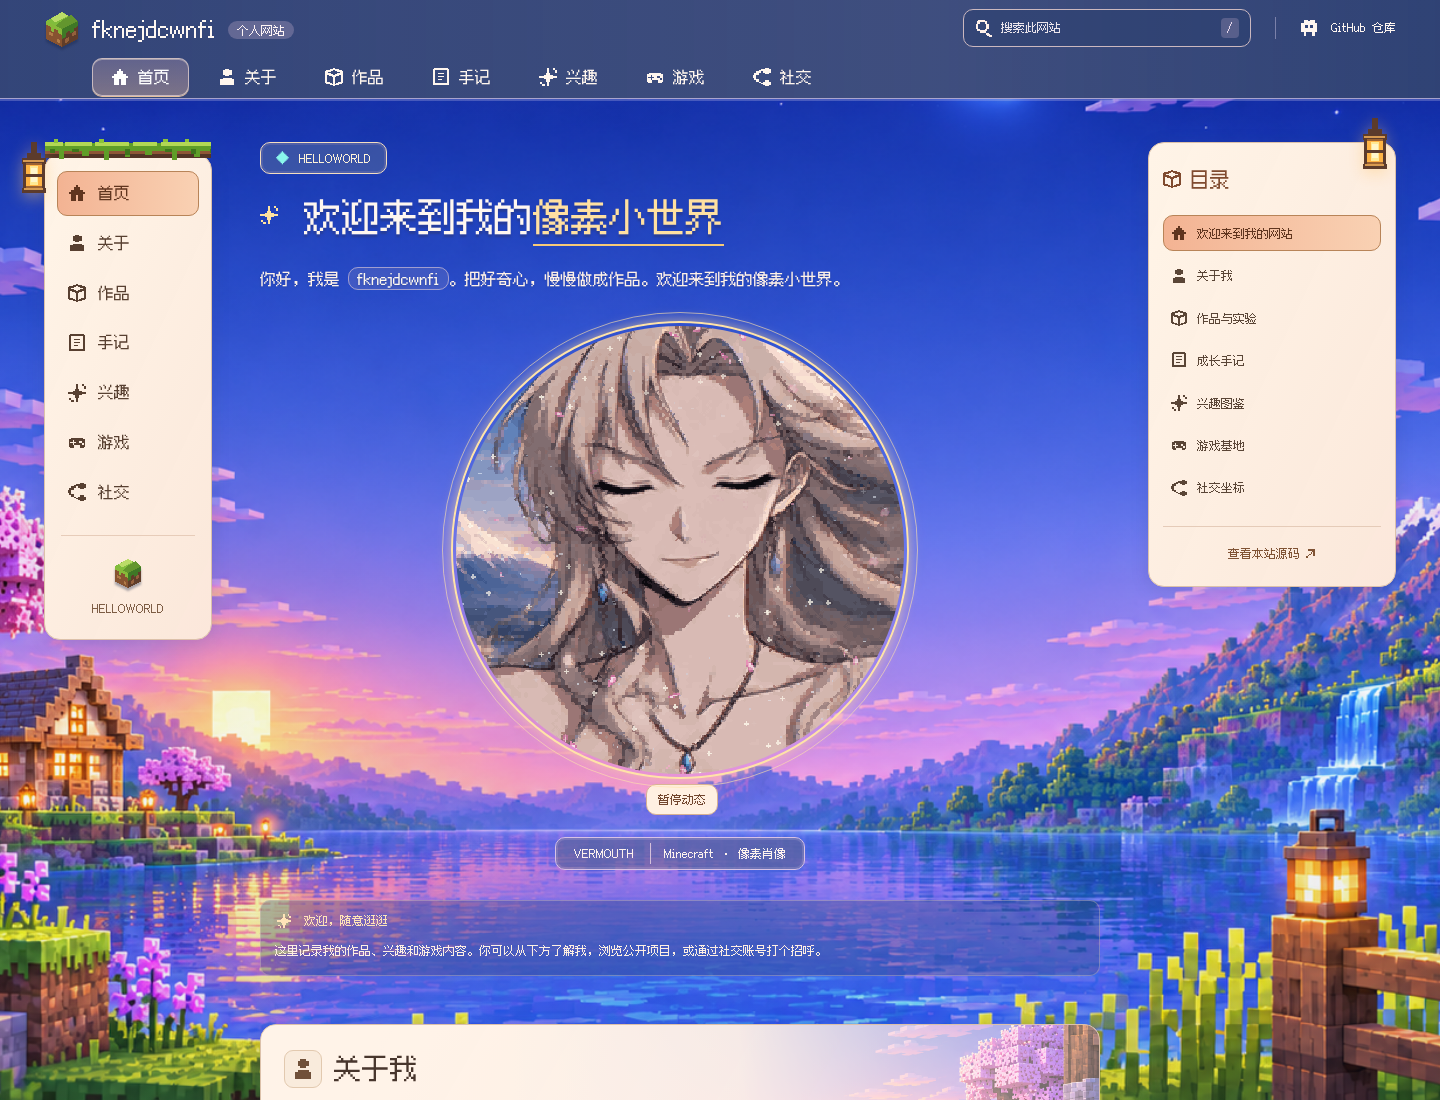 fknejdcwnfi 个人网站
搜索此网站 /
GitHub 仓库
首页 关于 作品 手记 兴趣 游戏 社交
首页
关于
作品
手记
兴趣
游戏
社交
HELLOWORLD
HELLOWORLD
欢迎来到我的像素小世界
你好，我是 fknejdcwnfi。把好奇心，慢慢做成作品。欢迎来到我的像素小世界。
暂停动态
VERMOUTH Minecraft · 像素肖像
欢迎，随意逛逛
这里记录我的作品、兴趣和游戏内容。你可以从下方了解我，浏览公开项目，或通过社交账号打个招呼。
关于我
目录
欢迎来到我的网站
关于我
作品与实验
成长手记
兴趣图鉴
游戏基地
社交坐标
查看本站源码